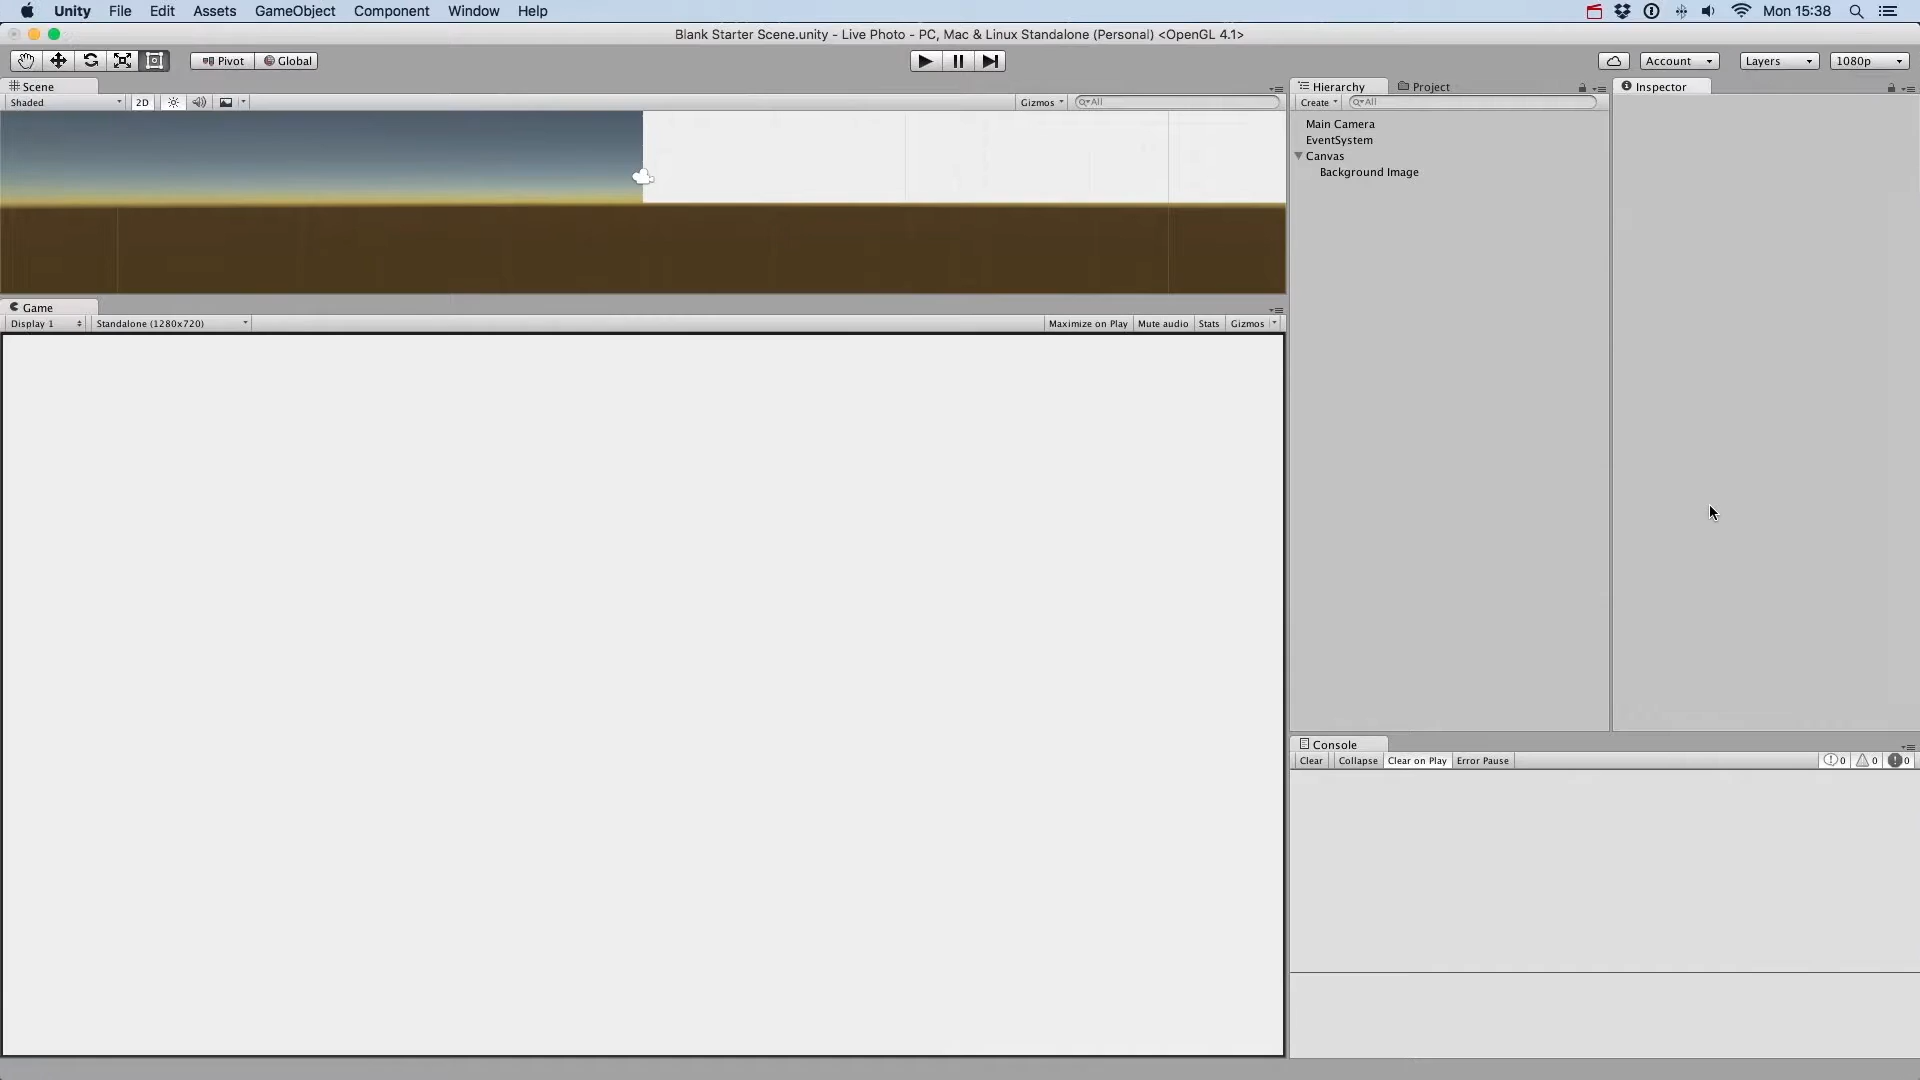 Unity File Edit Assets GameObject Component Window Help Mon 15:38
Blank Starter Scene.unity - Live Photo - PC, Mac & Linux Standalone (Personal) <OpenGL 4.1>
Pivot Global Account Layers 1080p
Scene
Shaded 2D Gizmos All
Hierarchy Project
Create All
Main Camera
EventSystem
Canvas
Background Image
Inspector
Game
Display 1 Standalone (1280x720) Maximize on Play Mute audio Stats Gizmos
Console
Clear Collapse Clear on Play Error Pause 0 0 0